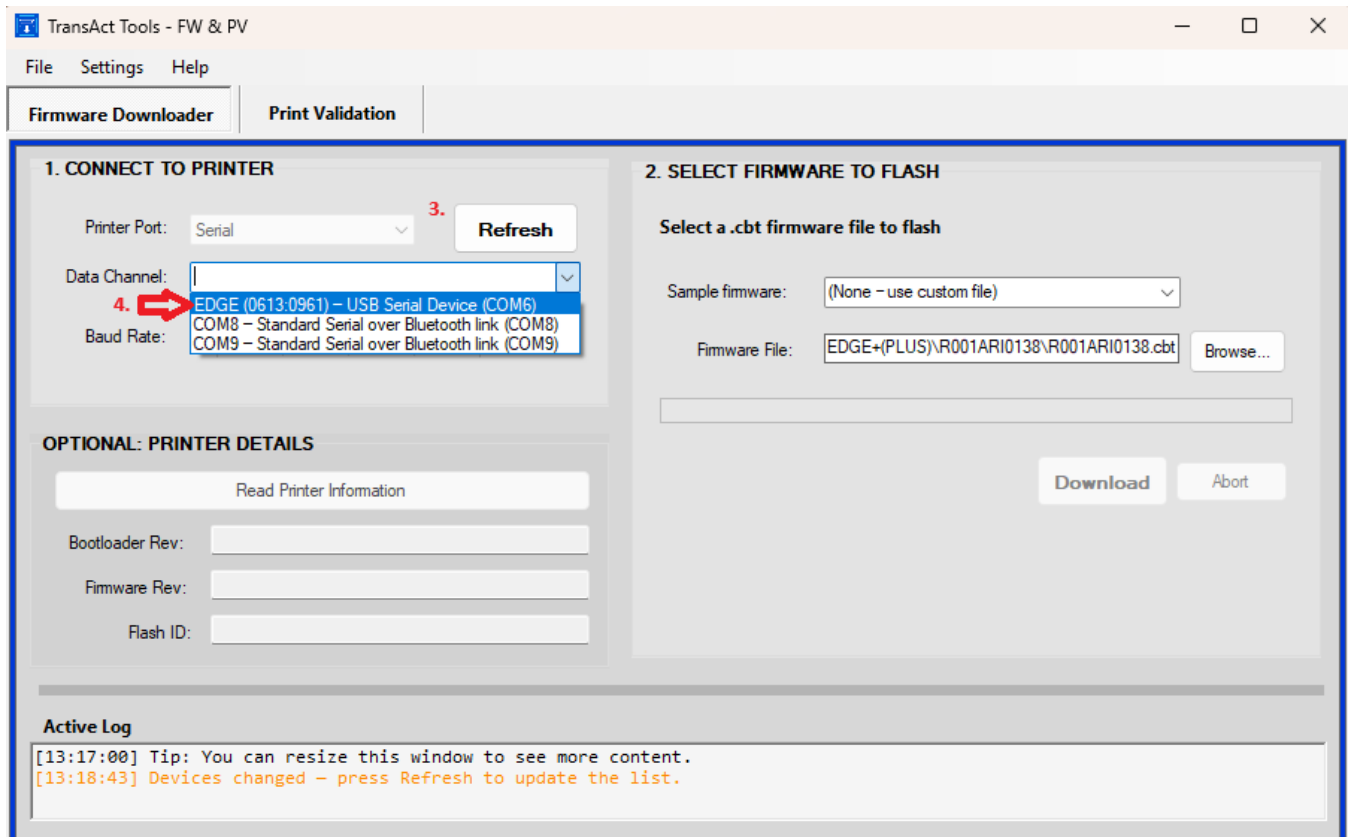 TransAct Tools - FW & PV
File Settings Help
Firmware Downloader Print Validation
1. CONNECT TO PRINTER
Printer Port: Serial 3. Refresh
Data Channel:
4. EDGE (0613:0961) – USB Serial Device (COM6)
COM8 – Standard Serial over Bluetooth link (COM8)
Baud Rate: COM9 – Standard Serial over Bluetooth link (COM9)
OPTIONAL: PRINTER DETAILS
Read Printer Information
Bootloader Rev:
Firmware Rev:
Flash ID:
2. SELECT FIRMWARE TO FLASH
Select a .cbt firmware file to flash
Sample firmware: (None – use custom file)
Firmware File: EDGE+(PLUS)\R001ARI0138\R001ARI0138.cbt Browse...
Download Abort
Active Log
[13:17:00] Tip: You can resize this window to see more content.
[13:18:43] Devices changed – press Refresh to update the list.